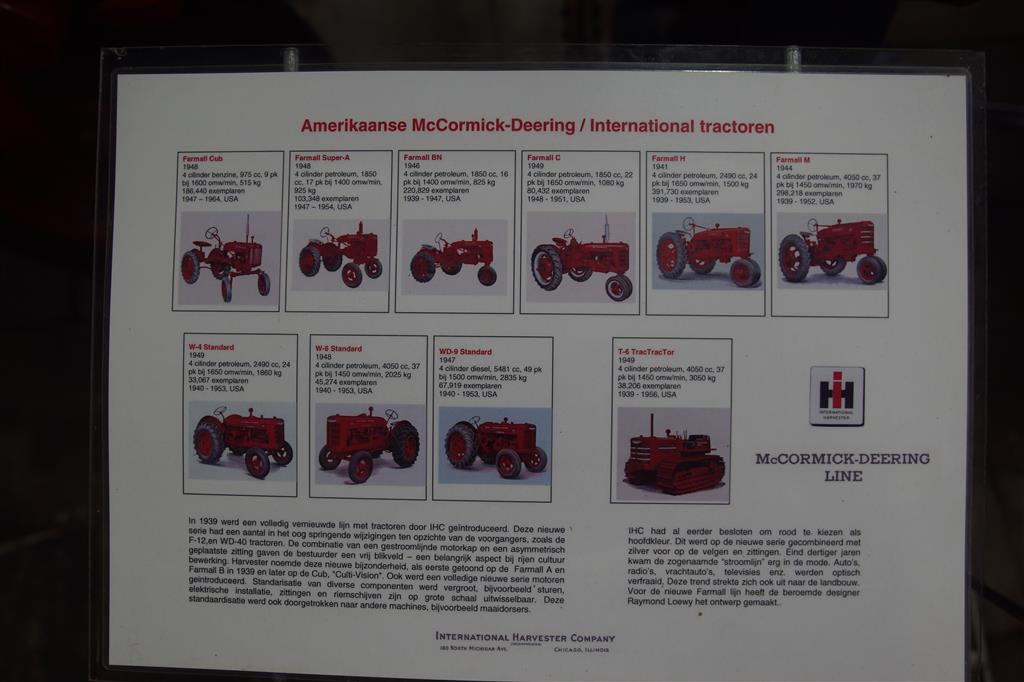 Amerikaanse McCormick-Deering / International tractoren
Farmall Cub
1948
4 cilinder benzine, 975 cc, 9 pk
bij 1600 omw/min, 515 kg
186,440 exemplaren
1947 – 1964, USA
Farmall Super-A
1948
4 cilinder petroleum, 1850
cc, 17 pk bij 1400 omw/min,
925 kg
103,348 exemplaren
1947 – 1954, USA
Farmall BN
1946
4 cilinder petroleum, 1850 cc, 16
pk bij 1400 omw/min, 825 kg
220,829 exemplaren
1939 - 1947, USA
Farmall C
1949
4 cilinder petroleum, 1850 cc, 22
pk bij 1650 omw/min, 1080 kg
80,432 exemplaren
1948 - 1951, USA
Farmall H
1941
4 cilinder petroleum, 2490 cc, 24
pk bij 1650 omw/min, 1500 kg
391,730 exemplaren
1939 - 1953, USA
Farmall M
1944
4 cilinder petroleum, 4050 cc, 37
pk bij 1450 omw/min, 1970 kg
298,218 exemplaren
1939 - 1952, USA
W-4 Standard
1949
4 cilinder petroleum, 2490 cc, 24
pk bij 1650 omw/min, 1860 kg
33,067 exemplaren
1940 - 1953, USA
W-6 Standard
1948
4 cilinder petroleum, 4050 cc, 37
pk bij 1450 omw/min, 2025 kg
45,274 exemplaren
1940 - 1953, USA
WD-9 Standard
1947
4 cilinder diesel, 5481 cc, 49 pk
bij 1500 omw/min, 2835 kg
67,919 exemplaren
1940 - 1953, USA
T-6 TracTracTor
1949
4 cilinder petroleum, 4050 cc, 37
pk bij 1450 omw/min, 3050 kg
38,206 exemplaren
1939 - 1956, USA
IH
INTERNATIONAL
HARVESTER
McCORMICK-DEERING
LINE
In 1939 werd een volledig vernieuwde lijn met tractoren door IHC geïntroduceerd. Deze nieuwe
serie had een aantal in het oog springende wijzigingen ten opzichte van de voorgangers, zoals de
F-12,en WD-40 tractoren. De combinatie van een gestroomlijnde motorkap en een asymmetrisch
geplaatste zitting gaven de bestuurder een vrij blikveld – een belangrijk aspect bij rijen cultuur
bewerking. Harvester noemde deze nieuwe bijzonderheid, als eerste getoond op de Farmall A en
Farmall B in 1939 en later op de Cub, "Culti-Vision". Ook werd een volledige nieuwe serie motoren
geïntroduceerd. Standarisatie van diverse componenten werd vergroot, bijvoorbeeld sturen,
elektrische installatie, zittingen en riemschijven zijn op grote schaal uitwisselbaar. Deze
standaardisatie werd ook doorgetrokken naar andere machines, bijvoorbeeld maaidorsers.
IHC had al eerder besloten om rood te kiezen als
hoofdkleur. Dit werd op de nieuwe serie gecombineerd met
zilver voor op de velgen en zittingen. Eind dertiger jaren
kwam de zogenaamde "stroomlijn" erg in de mode. Auto's,
radio's, vrachtauto's, televisies enz. werden optisch
verfraaid. Deze trend strekte zich ook uit naar de landbouw.
Voor de nieuwe Farmall lijn heeft de beroemde designer
Raymond Loewy het ontwerp gemaakt..
INTERNATIONAL HARVESTER COMPANY
(INCORPORATED)
180 NORTH MICHIGAN AVE. CHICAGO, ILLINOIS